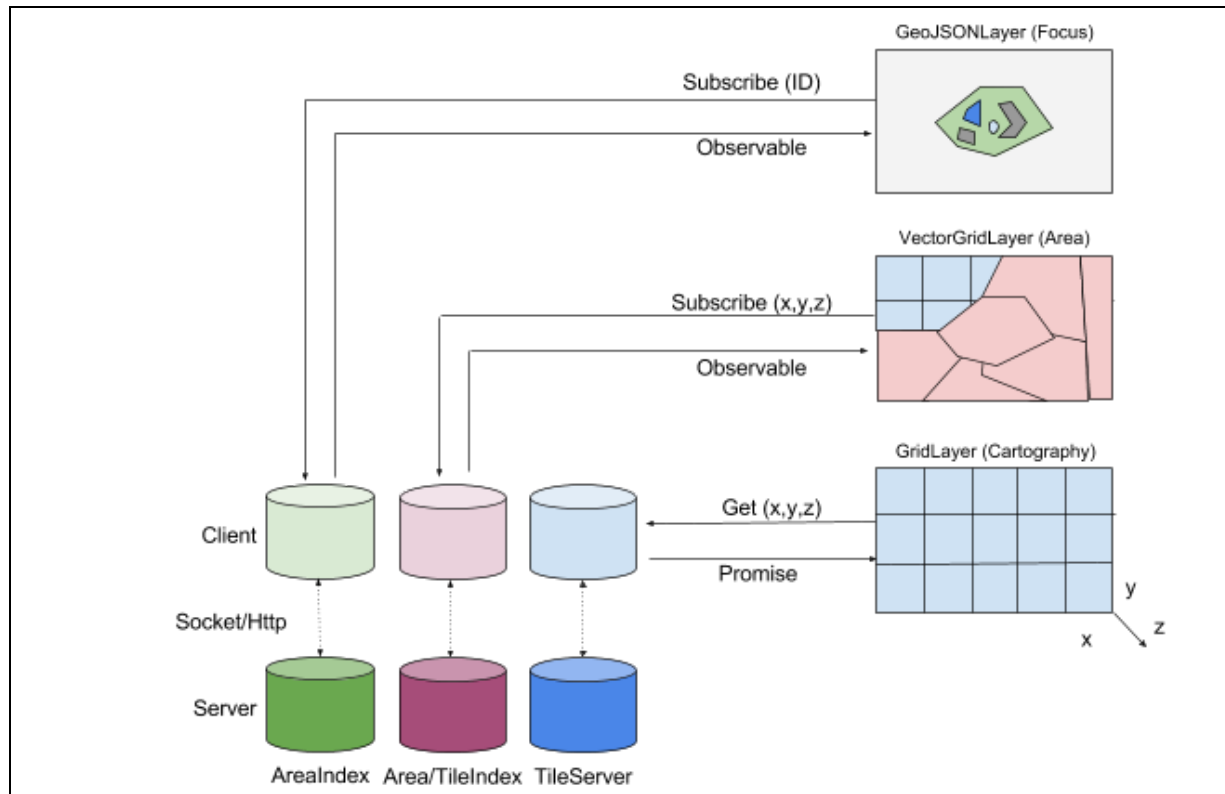 GeoJSONLayer (Focus)
Subscribe (ID)
Observable
VectorGridLayer (Area)
Subscribe (x,y,z)
Observable
GridLayer (Cartography)
Get (x,y,z)
Client
Promise
y
Socket/Http
x
z
Server
AreaIndex
Area/TileIndex
TileServer